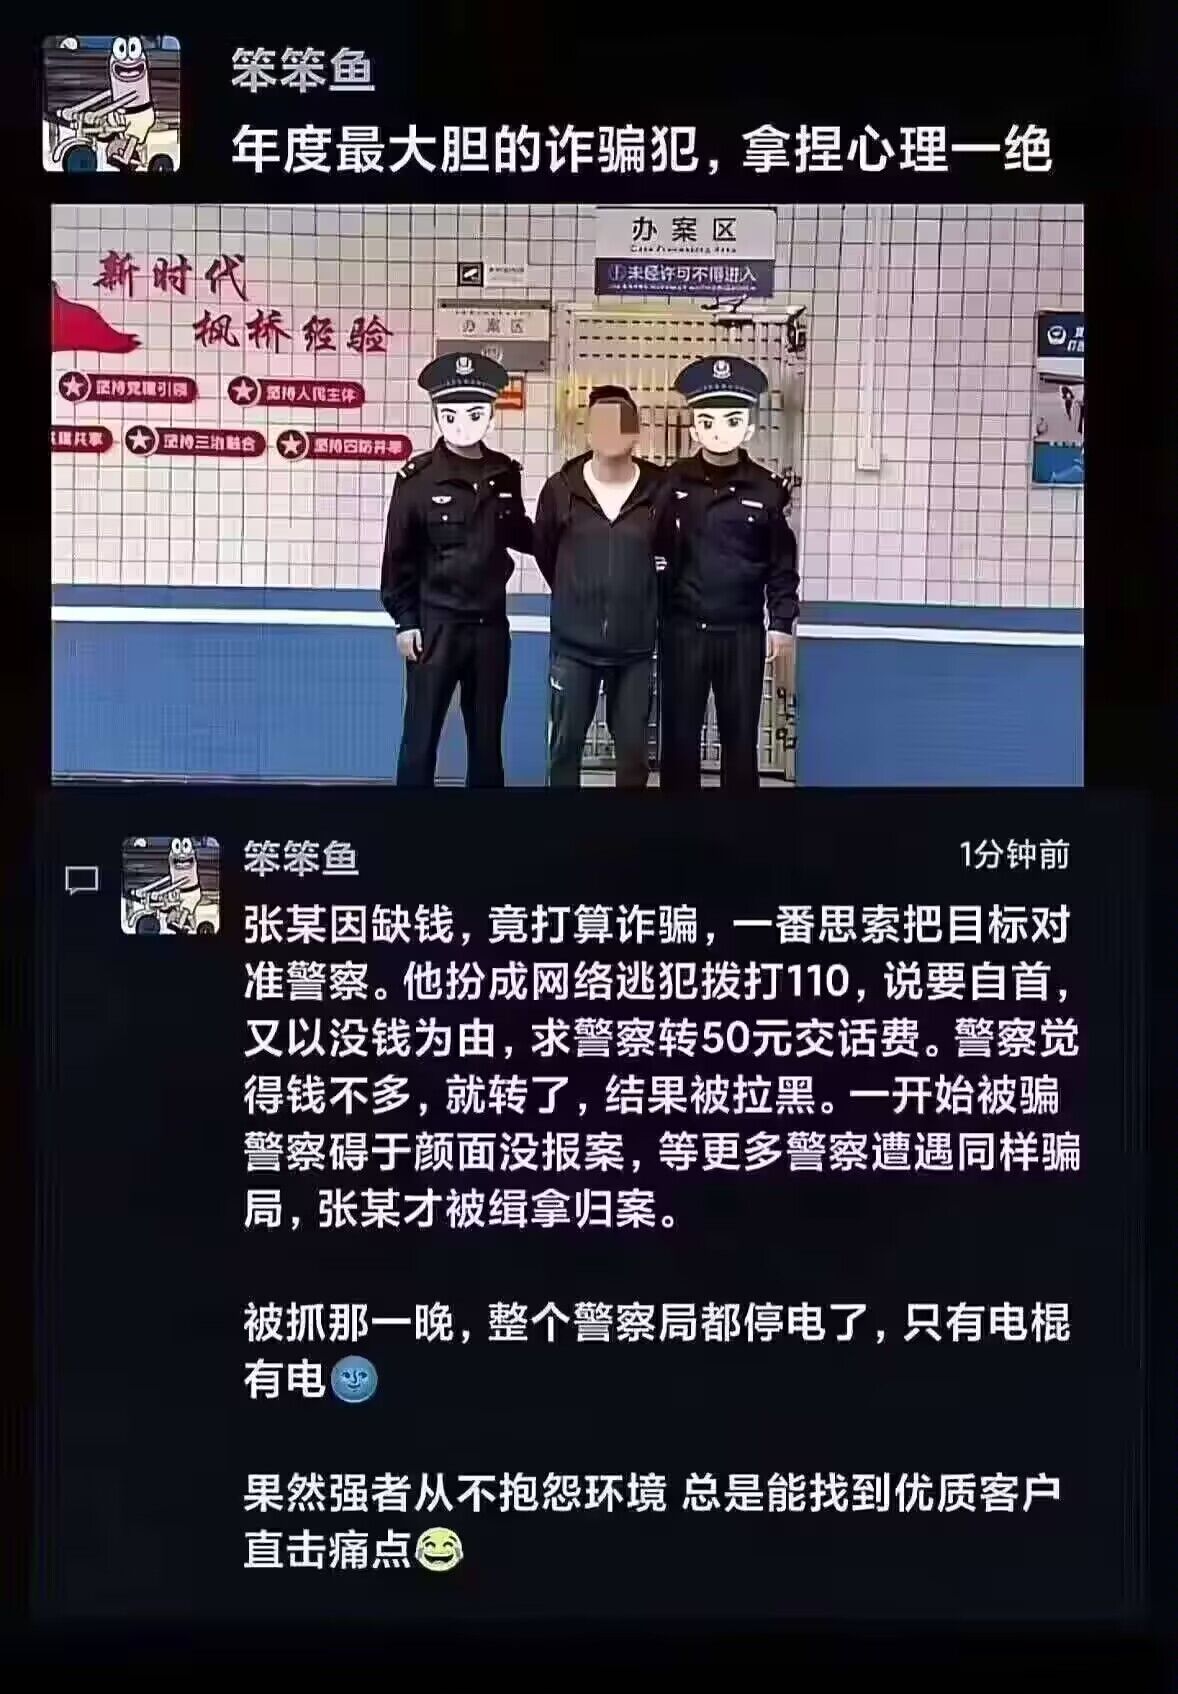 笨笨鱼
年度最大胆的诈骗犯，拿捏心理一绝
办案区
未经许可不得进入
新时代
枫桥经验
办案区
坚持党建引领
坚持人民主体
坚持三治融合
坚持四防并举
笨笨鱼
1分钟前
张某因缺钱，竟打算诈骗，一番思索把目标对
准警察。他扮成网络逃犯拨打110，说要自首，
又以没钱为由，求警察转50元交话费。警察觉
得钱不多，就转了，结果被拉黑。一开始被骗
警察碍于颜面没报案，等更多警察遭遇同样骗
局，张某才被缉拿归案。
被抓那一晚，整个警察局都停电了，只有电棍
有电🌚
果然强者从不抱怨环境 总是能找到优质客户
直击痛点😂